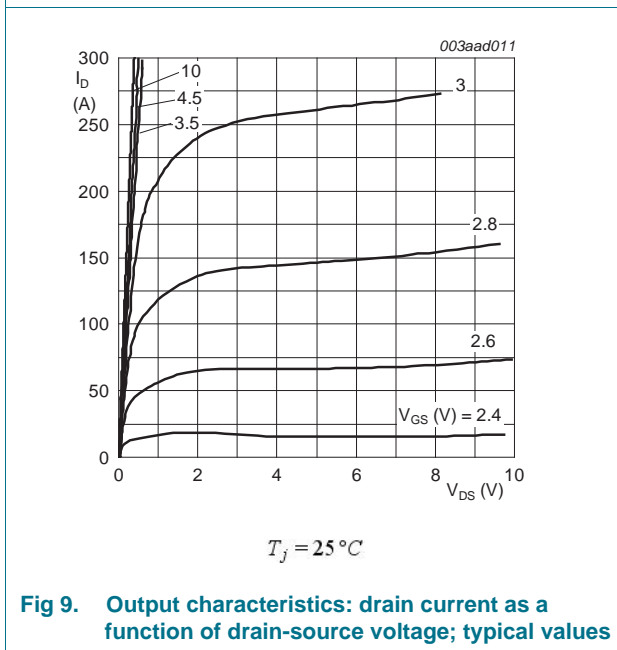 003aad011
300
I_D
(A)
250
200
150
100
50
0
10
4.5
3.5
3
2.8
2.6
V_GS (V) = 2.4
0 2 4 6 8 10
V_DS (V)
T_j = 25 °C
Fig 9. Output characteristics: drain current as a
function of drain-source voltage; typical values